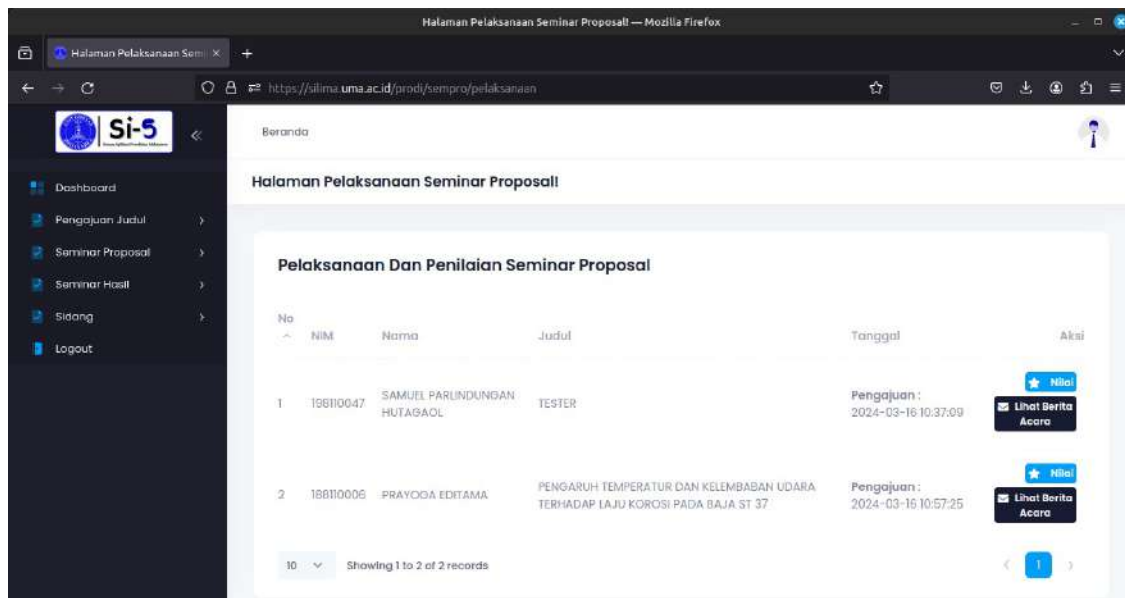 Halaman Pelaksanaan Seminar Proposal! — Mozilla Firefox
Halaman Pelaksanaan Sem
https://silima.uma.ac.id/prodi/sempro/pelaksanaan
Si-5
Beranda
Halaman Pelaksanaan Seminar Proposal!
Dashboard
Pengajuan Judul
Seminar Proposal
Seminar Hasil
Sidang
Logout
Pelaksanaan Dan Penilaian Seminar Proposal
No NIM Nama Judul Tanggal Aksi
1 198110047 SAMUEL PARLINDUNGAN HUTAGAOL TESTER Pengajuan : 2024-03-16 10:37:09
Nilai
Lihat Berita
Acara
2 188110006 PRAYOGA EDITAMA PENGARUH TEMPERATUR DAN KELEMBABAN UDARA
TERHADAP LAJU KOROSI PADA BAJA ST 37
Pengajuan :
2024-03-16 10:57:25
Nilai
Lihat Berita
Acara
10 Showing 1 to 2 of 2 records
1